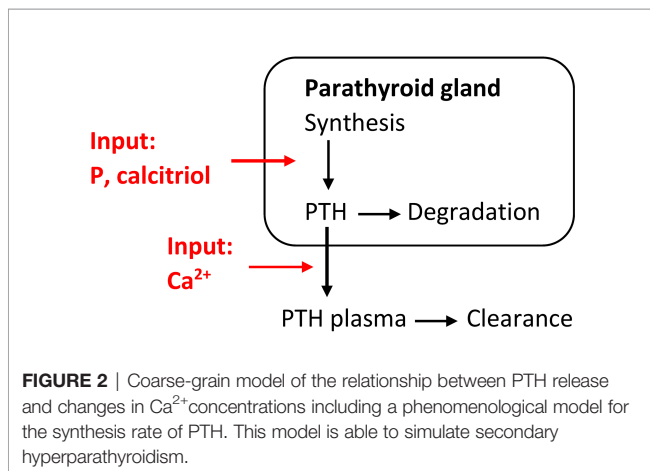 Parathyroid gland
Synthesis
Input:
P, calcitriol
PTH Degradation
Input:
Ca²⁺
PTH plasma Clearance
FIGURE 2 | Coarse-grain model of the relationship between PTH release
and changes in Ca²⁺concentrations including a phenomenological model for
the synthesis rate of PTH. This model is able to simulate secondary
hyperparathyroidism.